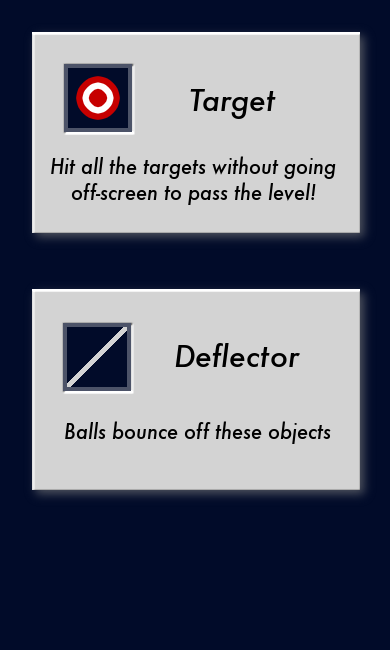 Target
Hit all the targets without going
off-screen to pass the level!
Deflector
Balls bounce off these objects